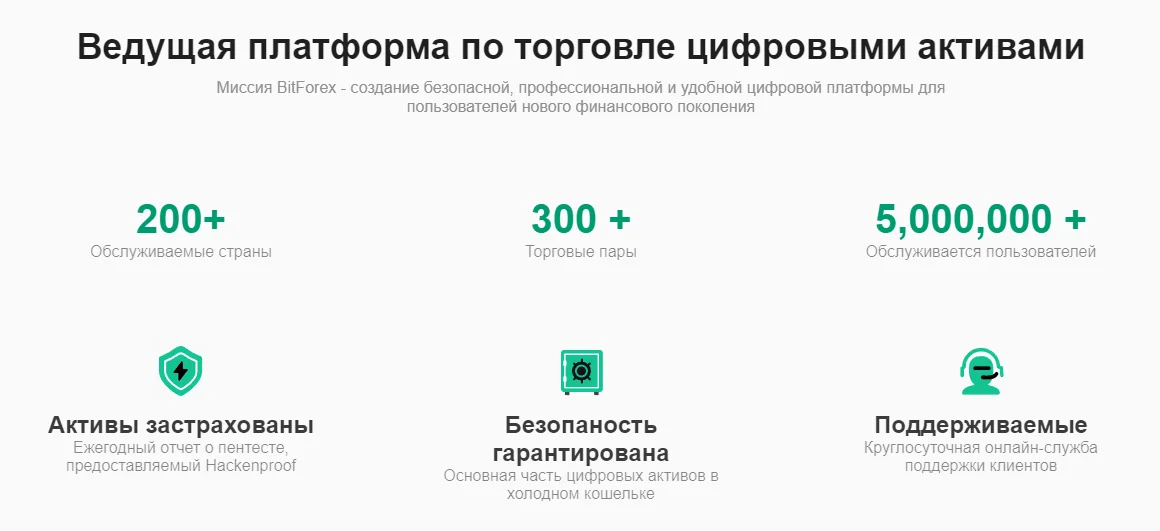 Ведущая платформа по торговле цифровыми активами
Миссия BitForex - создание безопасной, профессиональной и удобной цифровой платформы для
пользователей нового финансового поколения
200+
300 +
5,000,000 +
Обслуживаемые страны
Торговые пары
Обслуживается пользователей
Активы застрахованы
Ежегодный отчет о пентесте,
предоставляемый Hackenproof
Безопаность
гарантирована
Основная часть цифровых активов в
холодном кошельке
Поддерживаемые
Круглосуточная онлайн-служба
поддержки клиентов